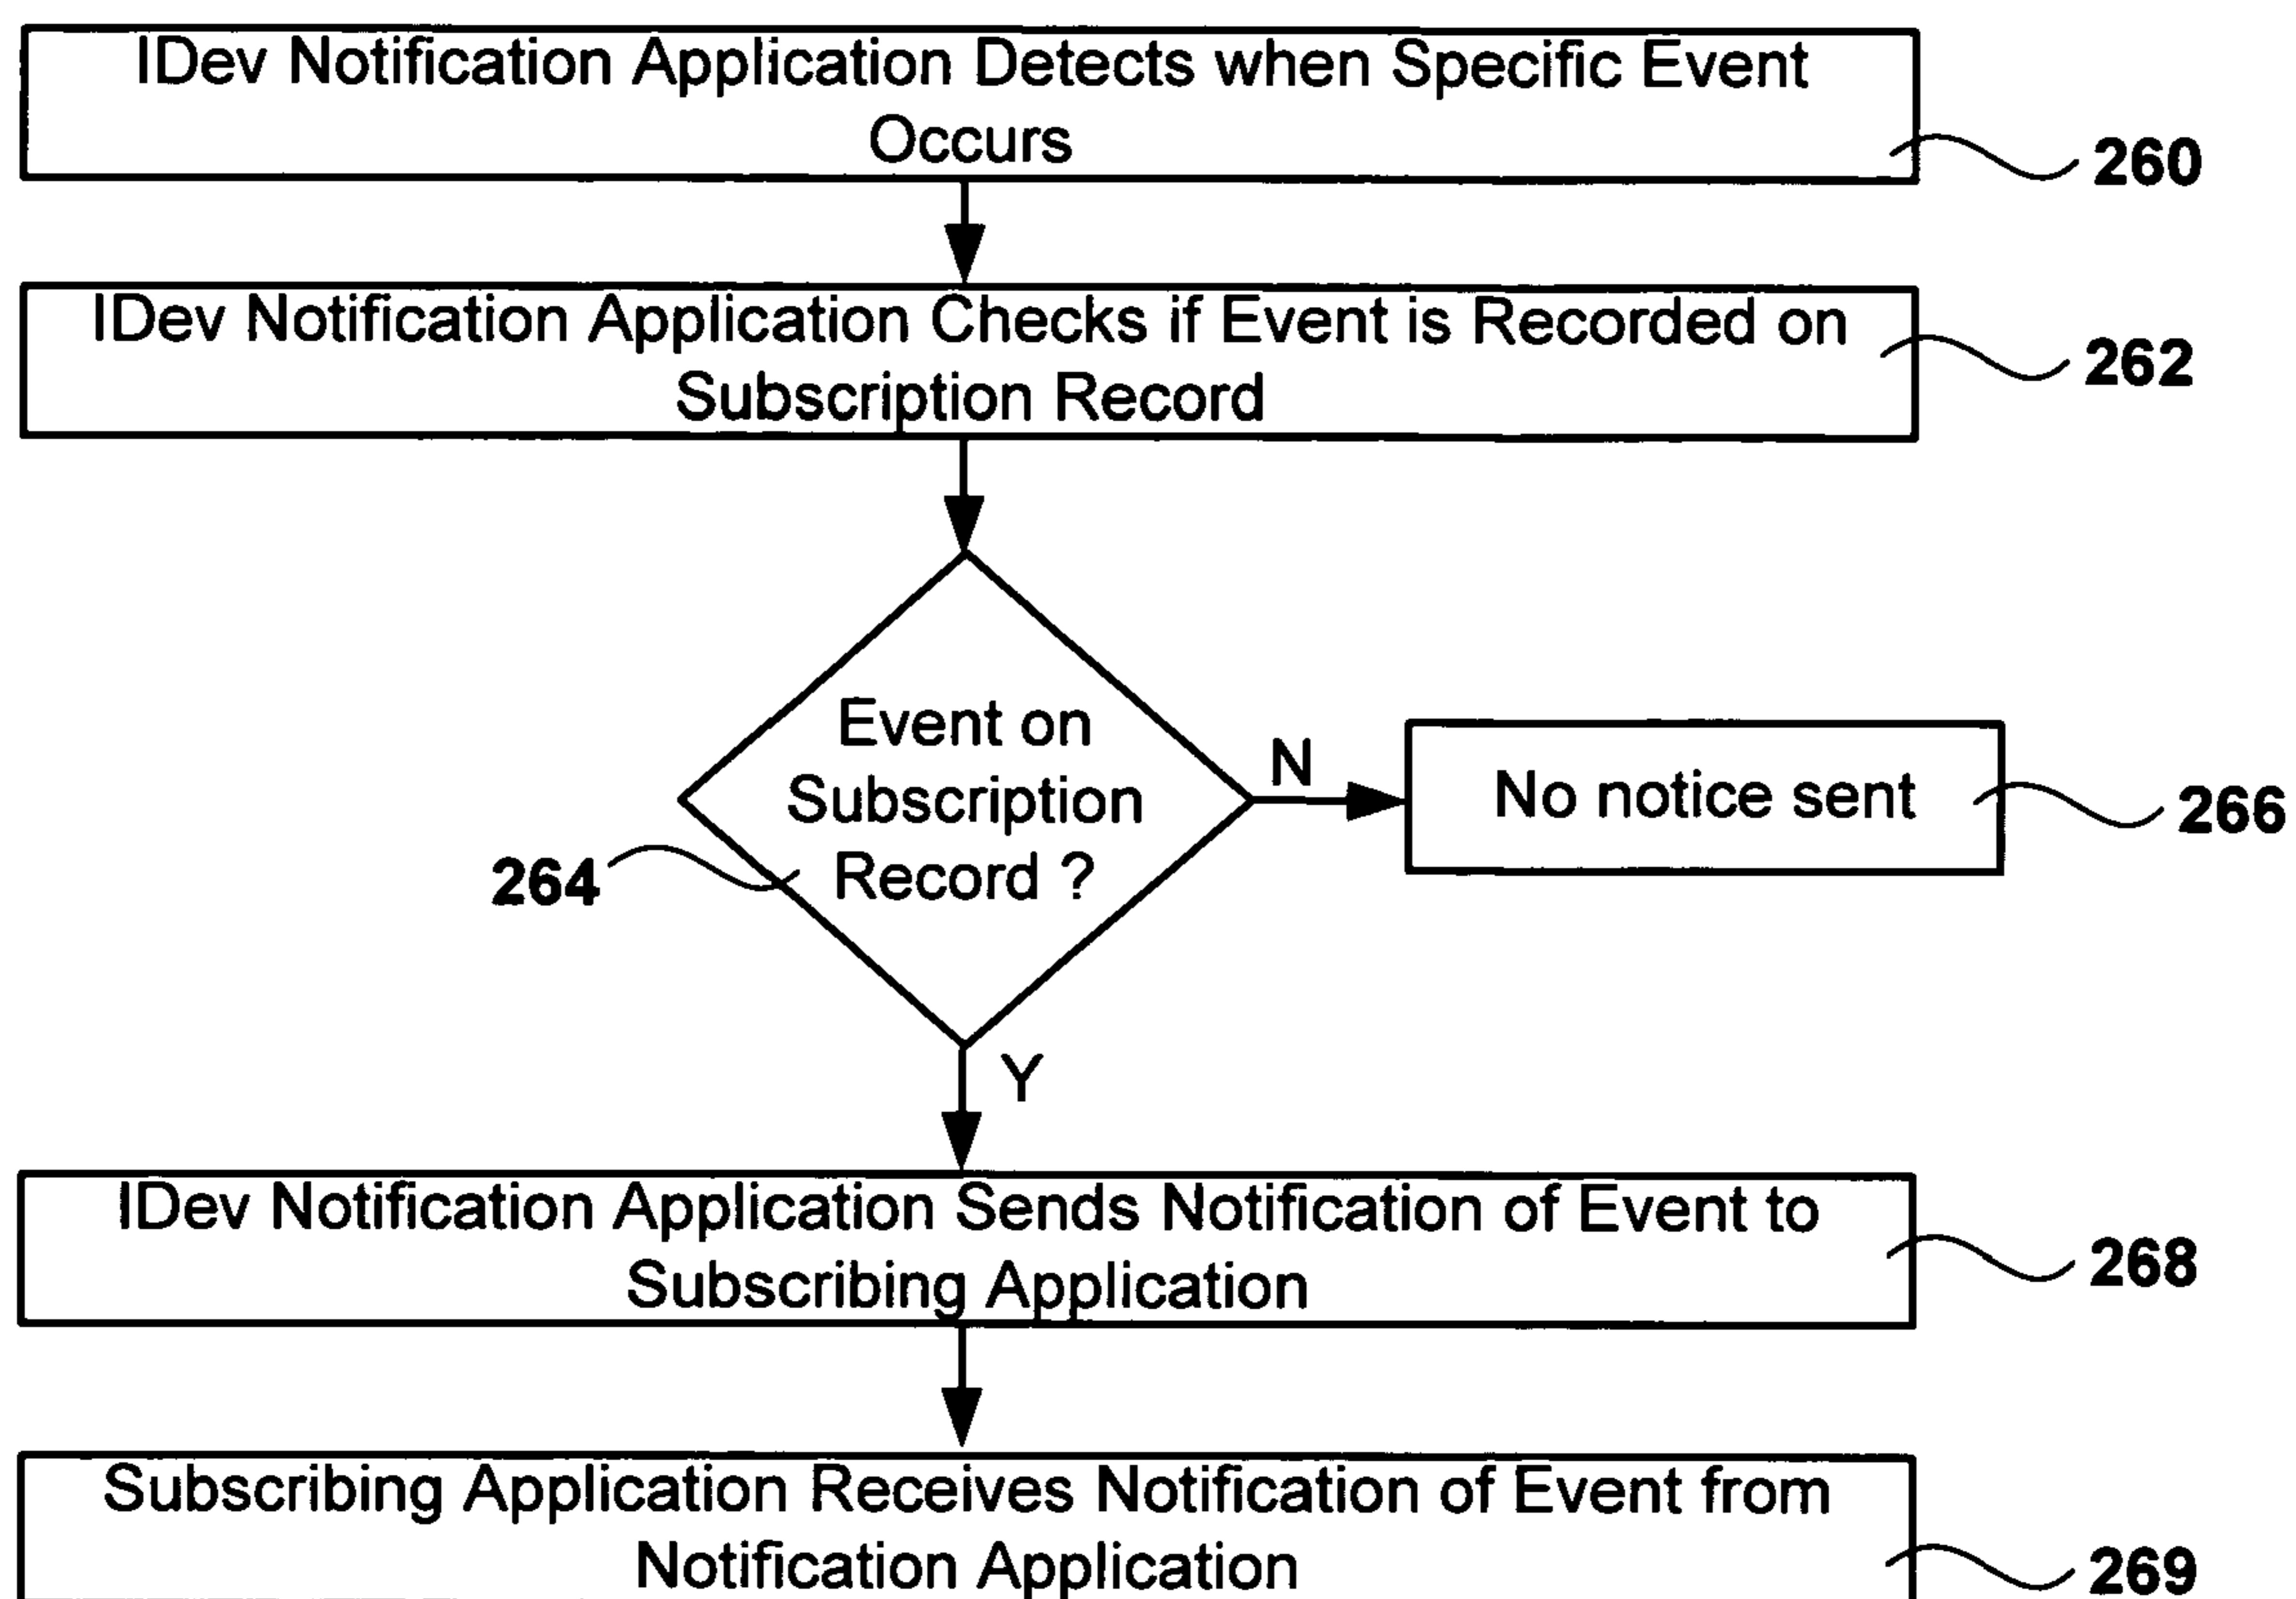 IDev Notification Application Detects when Specific Event
Occurs
260
IDev Notification Application Checks if Event is Recorded on
Subscription Record
262
Event on
Subscription
Record ?
264
N
No notice sent
266
Y
IDev Notification Application Sends Notification of Event to
Subscribing Application
268
Subscribing Application Receives Notification of Event from
Notification Application
269